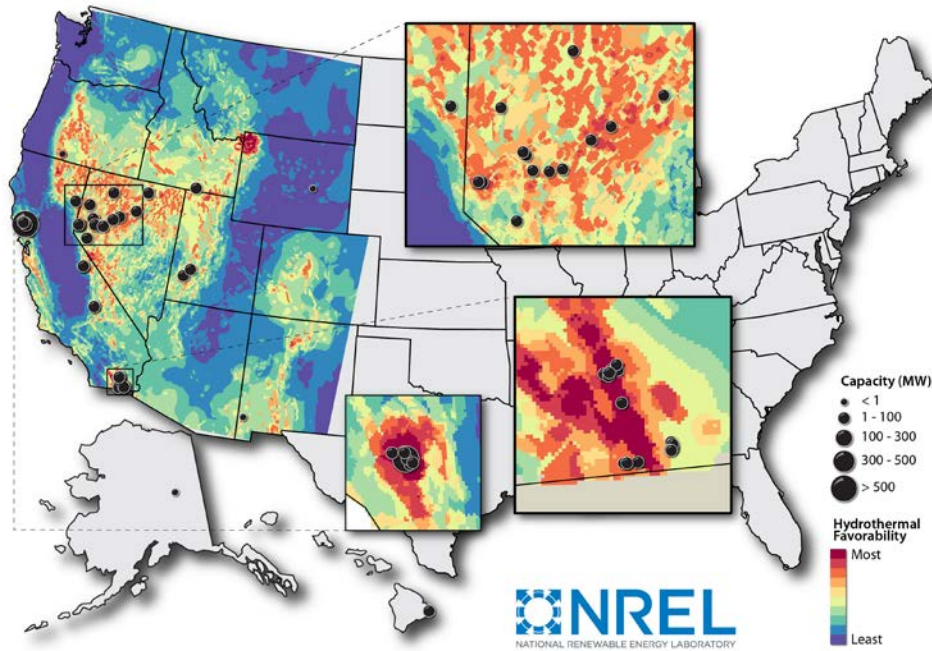 Capacity (MW)
< 1
1 - 100
100 - 300
300 - 500
> 500
Hydrothermal
Favorability
Most
Least
NREL
NATIONAL RENEWABLE ENERGY LABORATORY